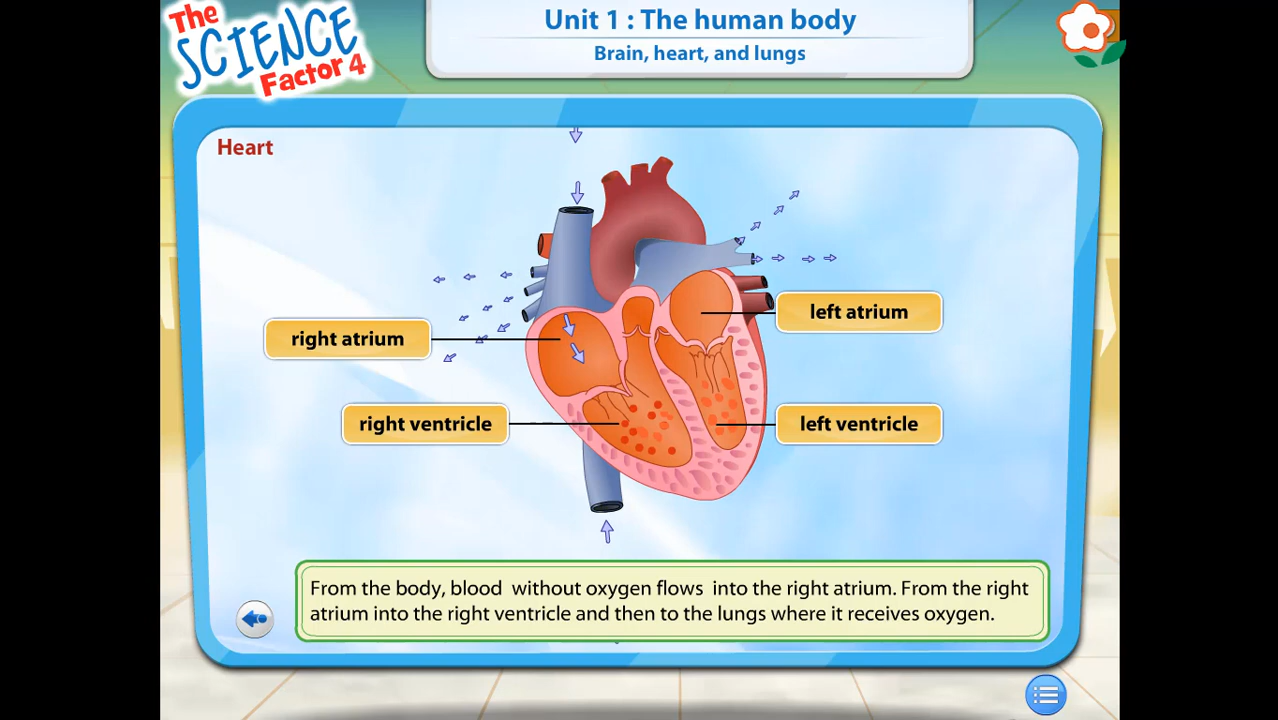 The
SCIENCE
Factor 4
Unit 1 : The human body
Brain, heart, and lungs
Heart
left atrium
right atrium
right ventricle
left ventricle
From the body, blood without oxygen flows into the right atrium. From the right
atrium into the right ventricle and then to the lungs where it receives oxygen.